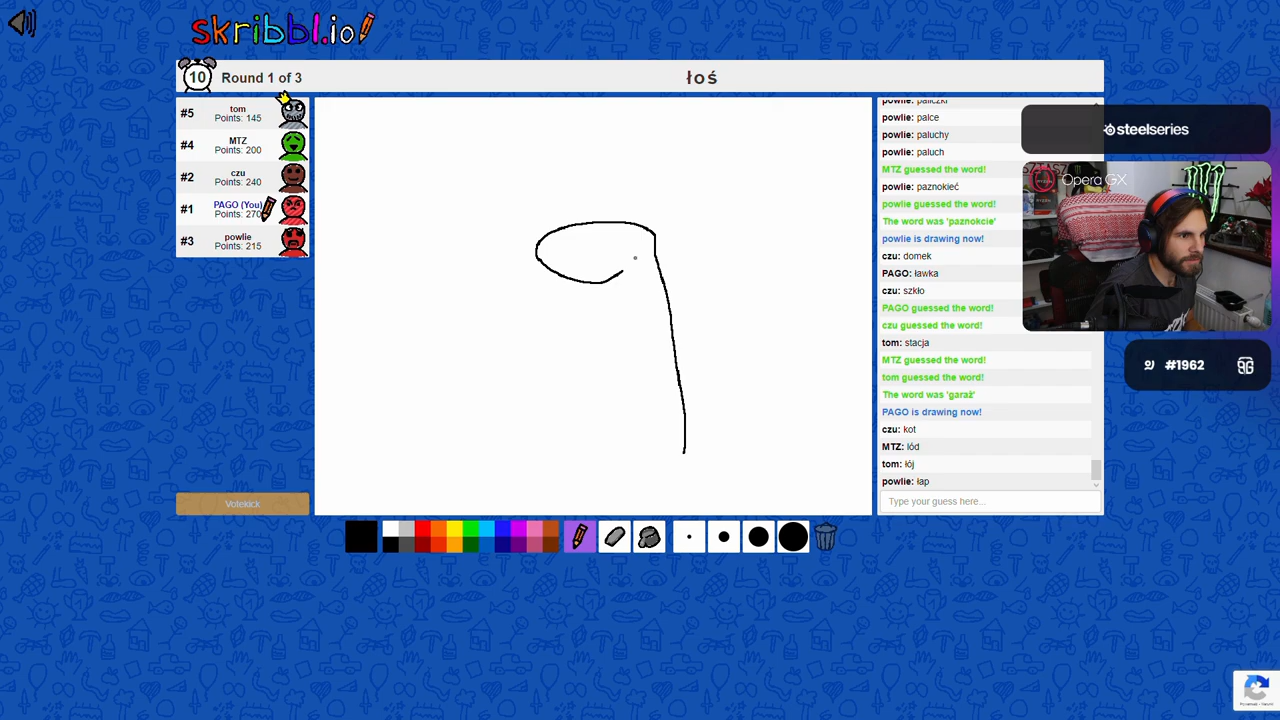 skribbl.io
10
Round 1 of 3
łoś
#5
tom
Points: 145
#4
MTZ
Points: 200
#2
czu
Points: 240
#1
PAGO (You)
Points: 270
#3
powlie
Points: 215
Votekick
powlie: paliczki
powlie: palce
powlie: paluchy
powlie: paluch
MTZ guessed the word!
powlie: paznokieć
powlie guessed the word!
The word was 'paznokcie'
powlie is drawing now!
czu: domek
PAGO: ławka
czu: szkło
PAGO guessed the word!
czu guessed the word!
tom: stacja
MTZ guessed the word!
tom guessed the word!
The word was 'garaż'
PAGO is drawing now!
czu: kot
MTZ: lód
tom: łój
powlie: łap
Type your guess here...
steelseries
Opera GX
#1962